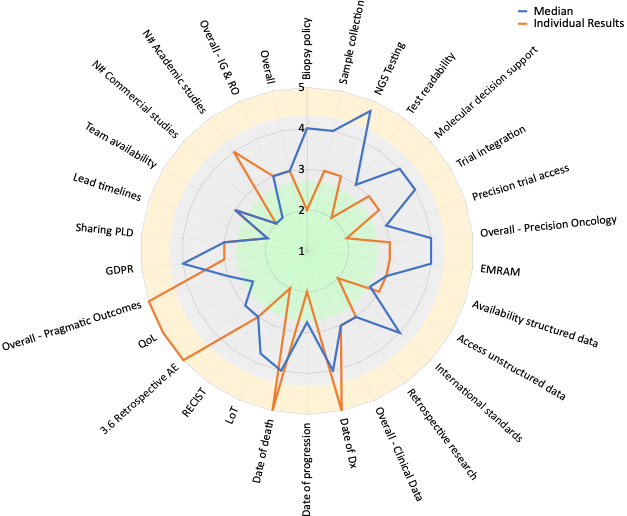 Median
Individual Results
Biopsy policy
Sample collection
NGS Testing
Test readability
Molecular decision support
Trial integration
Precision trial access
Overall - Precision Oncology
EMRAM
Availability structured data
Access unstructured data
International standards
Retrospective research
Overall - Clinical Data
Date of Dx
Date of progression
Date of death
LoT
RECIST
3.6 Retrospective AE
QoL
Overall - Pragmatic Outcomes
GDPR
Sharing PLD
Lead timelines
Team availability
N# Commercial studies
N# Academic studies
Overall - IG & RO
Overall
5
4
3
2
1